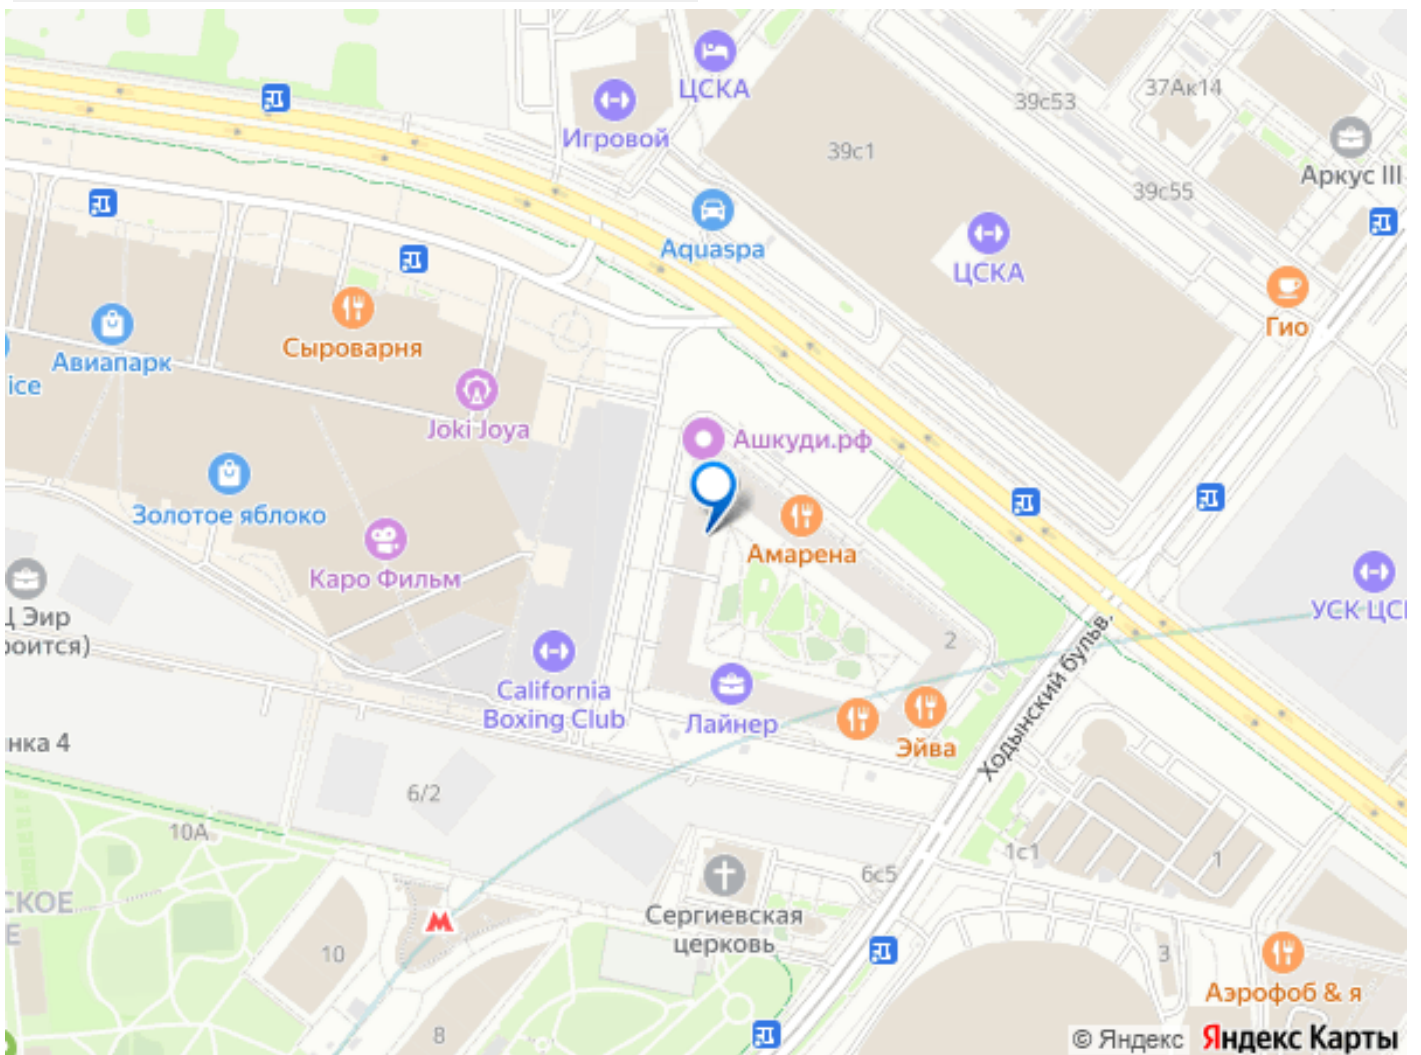 ЦСКА
Игровой
39с53
37Ак14
39с1
Аркус III
39с55
Aquaspa
ЦСКА
Гио
Сыроварня
Авиапарк
ice
Joki Joya
Ашкуди.рф
Золотое яблоко
Амарена
Каро Фильм
Ц Эир
роится)
УСК ЦСК
2
Ходынский бульв.
California
Boxing Club
Лайнер
Эйва
нка 4
6/2
10А
1с1
1
6с5
СКОЕ
Е
М
Сергиевская
церковь
10
3
Аэрофоб & я
8
© Яндекс Яндекс Карты